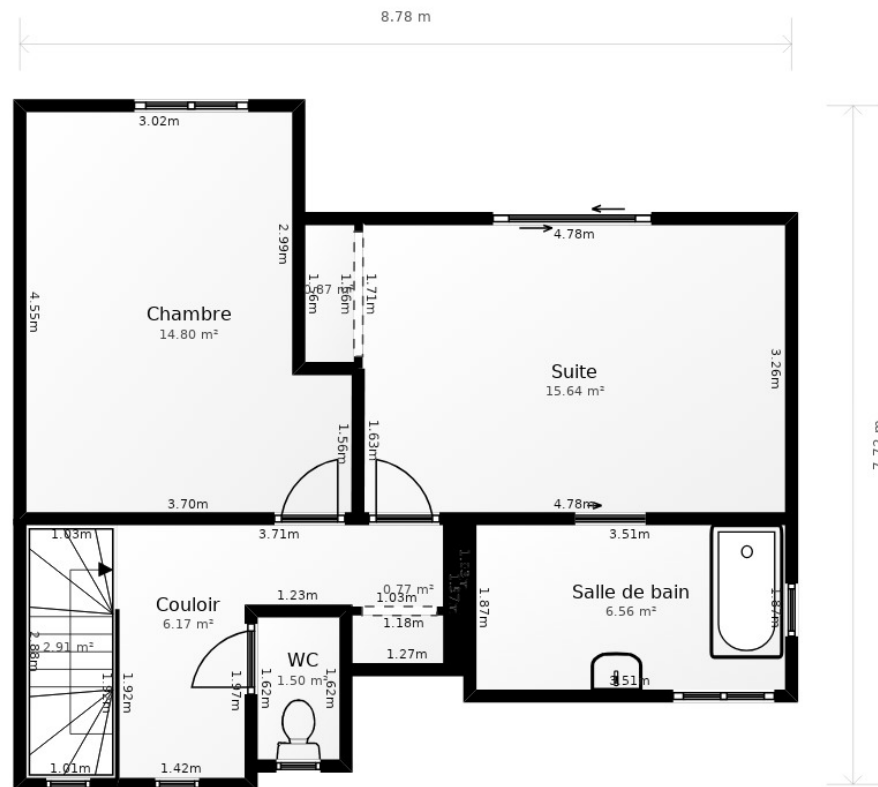 8.78 m
3.02m
4.78m
2.99m
1.71m
4.55m
Chambre
14.80 m²
Suite
15.64 m²
3.26m
1.56m
1.63m
3.70m
4.78m
1.03m
3.71m
3.51m
1.23m
0.77 m²
1.03m
1.18m
1.27m
Couloir
6.17 m²
Salle de bain
6.56 m²
1.87m
1.87m
2.88m
2.91 m²
1.92m
1.92m
1.97m
WC
1.50 m²
1.62m
1.62m
3.51m
1.01m
1.42m